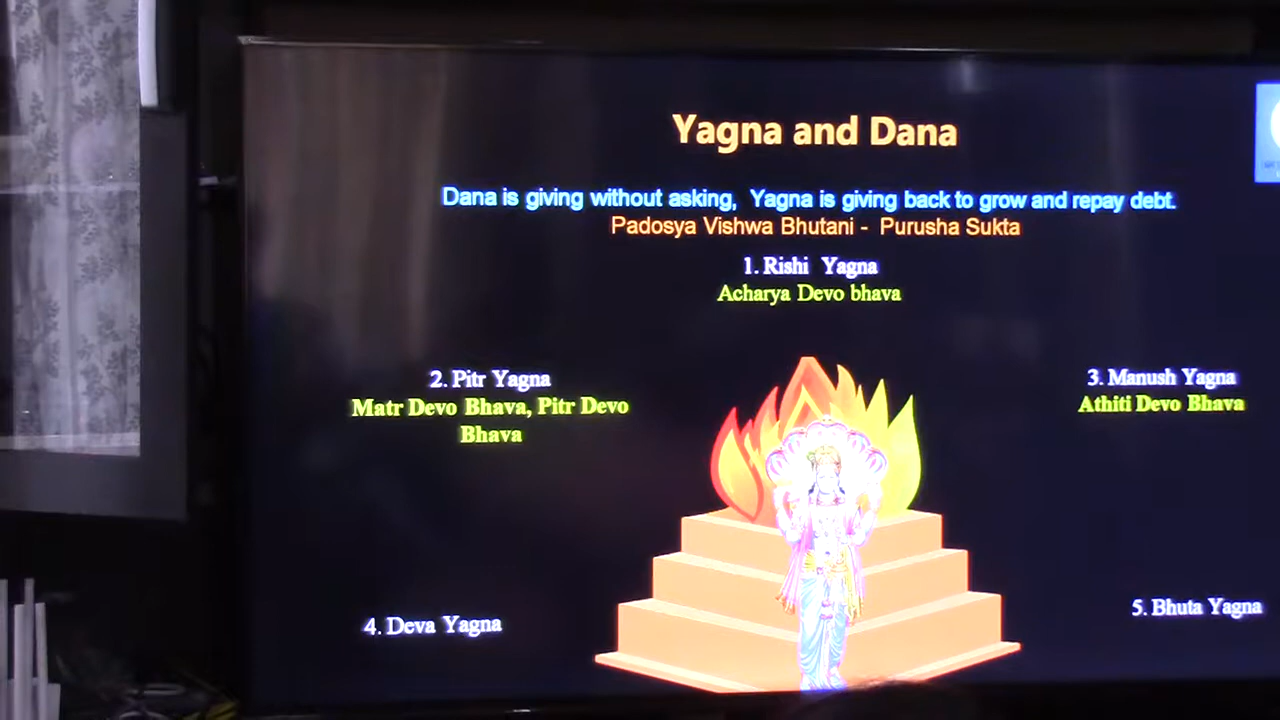 Yagna and Dana
Dana is giving without asking, Yagna is giving back to grow and repay debt.
Padosya Vishwa Bhutani - Purusha Sukta
1. Rishi Yagna
Acharya Devo bhava
2. Pitr Yagna
Matr Devo Bhava, Pitr Devo
Bhava
3. Manush Yagna
Athiti Devo Bhava
4. Deva Yagna
5. Bhuta Yagna